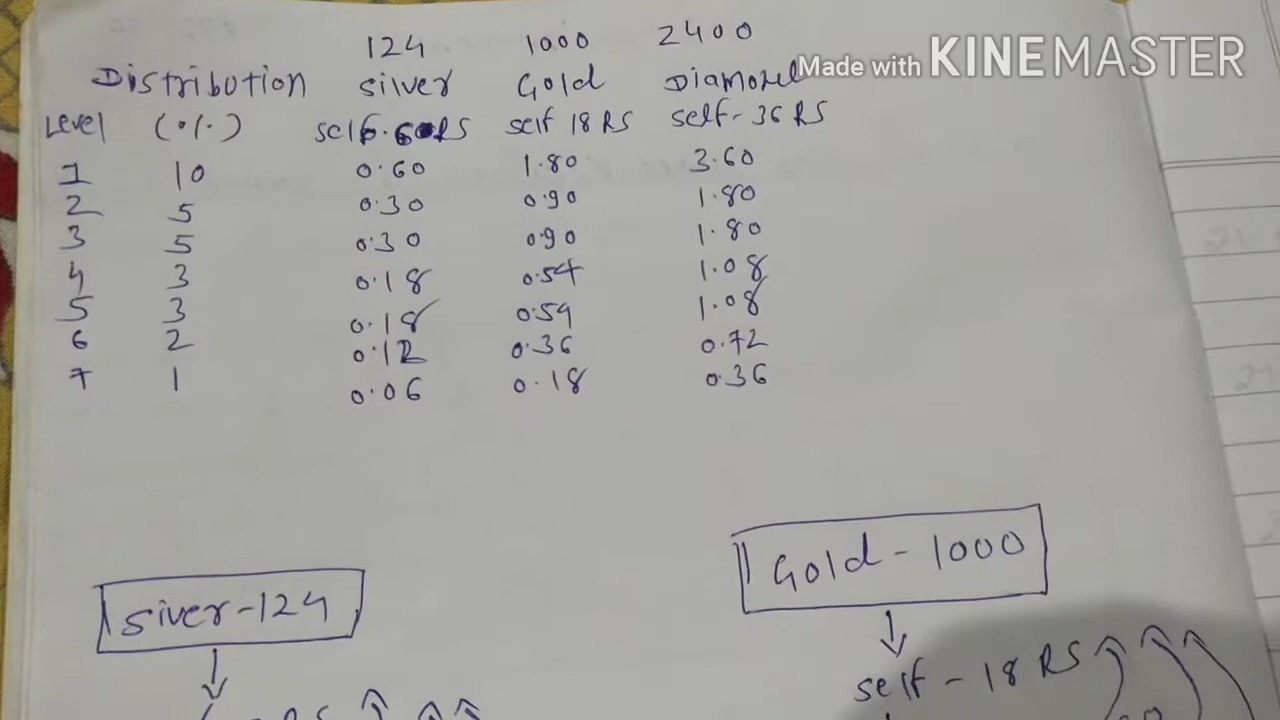 124 1000 2400
Made with KINEMASTER
Distribution Silver Gold Diamond
Level (%) self. 6 RS self 18 RS self - 36 RS
1 10 0.60 1.80 3.60
2 5 0.30 0.90 1.80
3 5 0.30 0.90 1.80
4 3 0.18 0.54 1.08
5 3 0.18 0.54 1.08
6 2 0.12 0.36 0.72
7 1 0.06 0.18 0.36
Gold - 1000
Siver - 124
self - 18 RS
RS